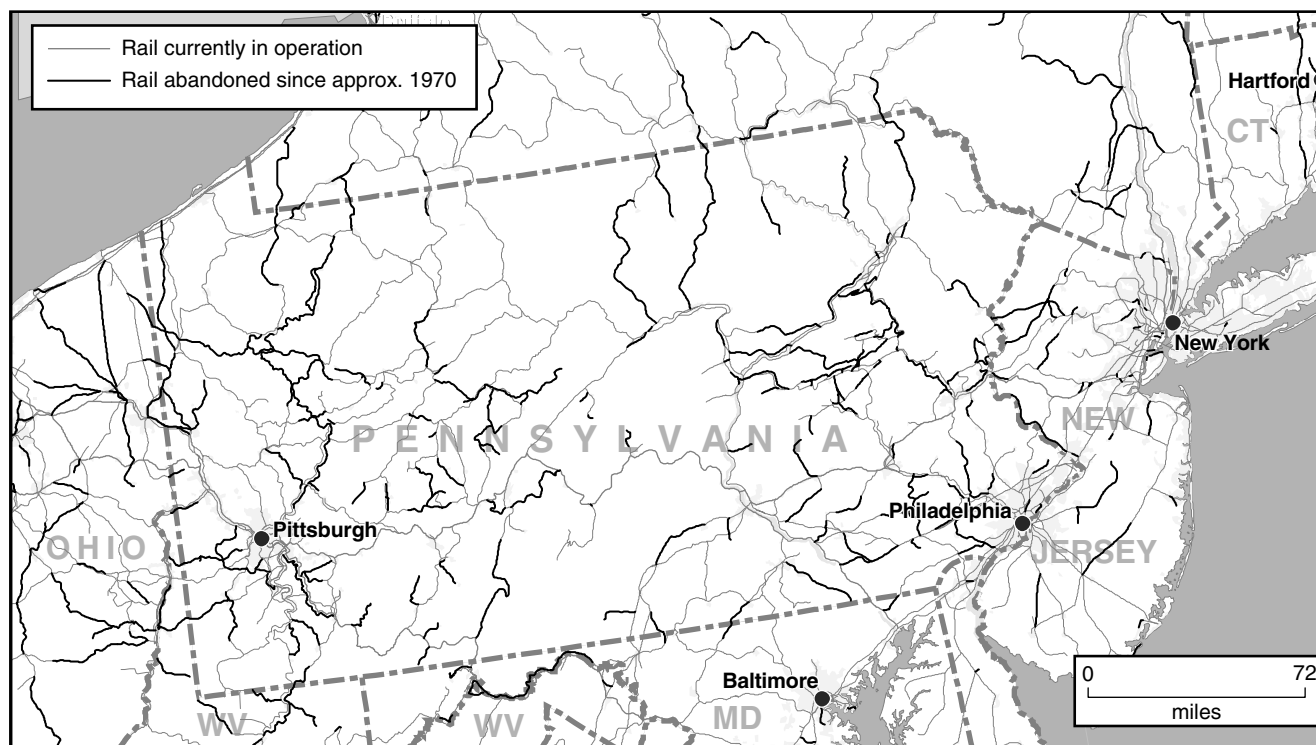 Rail currently in operation
Rail abandoned since approx. 1970
Hartford
CT
New York
PENNSYLVANIA
NEW
JERSEY
Philadelphia
Pittsburgh
OHIO
Baltimore
WV
WV
MD
0 72
miles